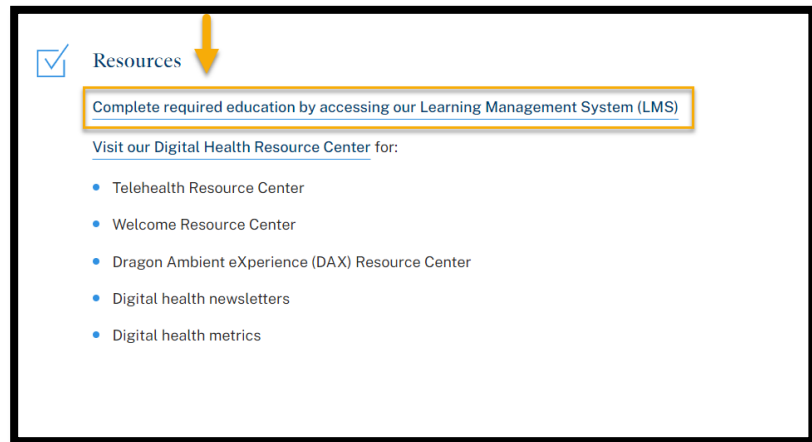 Resources
Complete required education by accessing our Learning Management System (LMS)
Visit our Digital Health Resource Center for:
Telehealth Resource Center
Welcome Resource Center
Dragon Ambient eXperience (DAX) Resource Center
Digital health newsletters
Digital health metrics